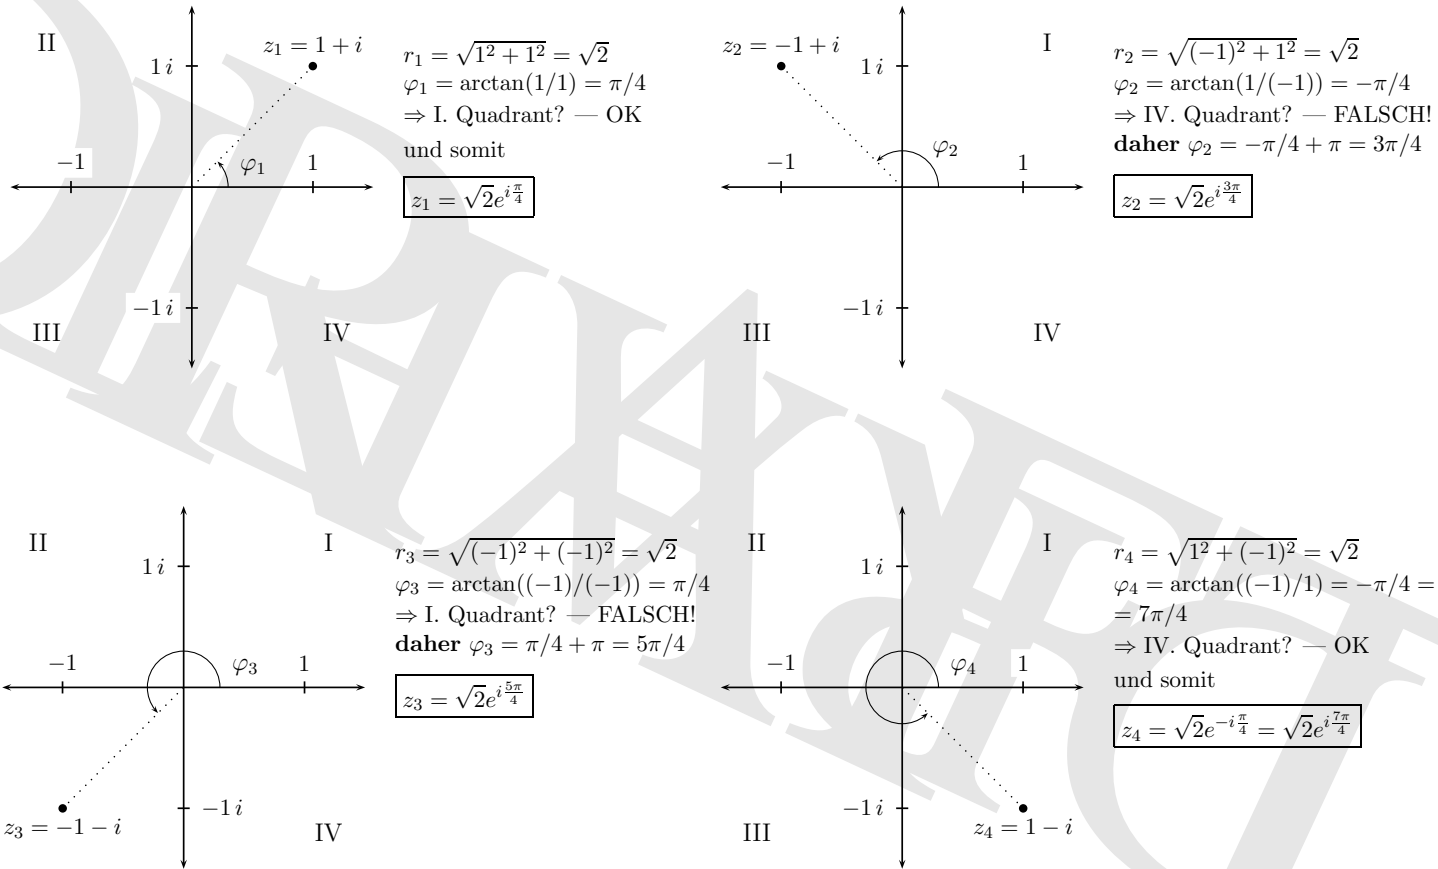 II
z₁ = 1 + i
1 i
−1
φ₁
1
−1 i
III
IV
r₁ = √(1² + 1²) = √2
φ₁ = arctan(1/1) = π/4
⇒ I. Quadrant? — OK
und somit
z₁ = √2e^{i π/4}
z₂ = −1 + i
I
1 i
−1
φ₂
1
−1 i
III
IV
r₂ = √((−1)² + 1²) = √2
φ₂ = arctan(1/(−1)) = −π/4
⇒ IV. Quadrant? — FALSCH!
daher φ₂ = −π/4 + π = 3π/4
z₂ = √2e^{i 3π/4}
II
I
1 i
−1
φ₃
1
−1 i
z₃ = −1 − i
IV
r₃ = √((−1)² + (−1)²) = √2
φ₃ = arctan((−1)/(−1)) = π/4
⇒ I. Quadrant? — FALSCH!
daher φ₃ = π/4 + π = 5π/4
z₃ = √2e^{i 5π/4}
II
I
1 i
−1
φ₄
1
−1 i
III
z₄ = 1 − i
r₄ = √(1² + (−1)²) = √2
φ₄ = arctan((−1)/1) = −π/4 =
= 7π/4
⇒ IV. Quadrant? — OK
und somit
z₄ = √2e^{−i π/4} = √2e^{i 7π/4}